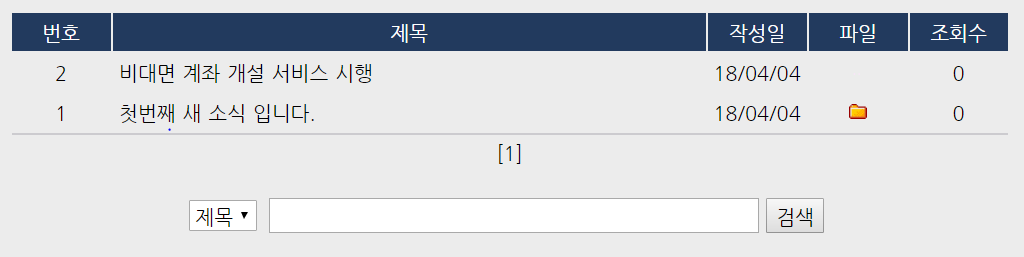 번호 제목 작성일 파일 조회수
2 비대면 계좌 개설 서비스 시행 18/04/04 0
1 첫번째 새 소식 입니다. 18/04/04 0
[1]
제목 검색